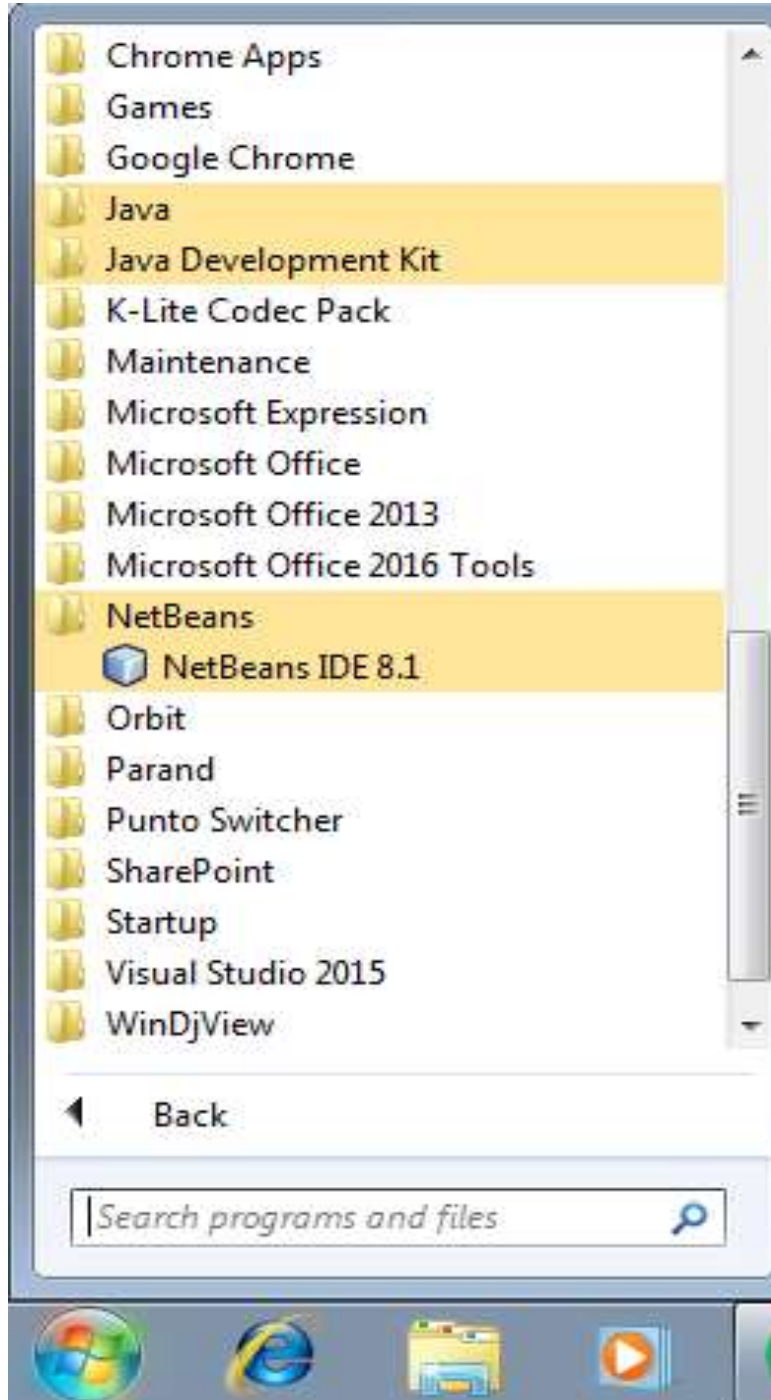 Chrome Apps
Games
Google Chrome
Java
Java Development Kit
K-Lite Codec Pack
Maintenance
Microsoft Expression
Microsoft Office
Microsoft Office 2013
Microsoft Office 2016 Tools
NetBeans
NetBeans IDE 8.1
Orbit
Parand
Punto Switcher
SharePoint
Startup
Visual Studio 2015
WinDjView
Back
Search programs and files